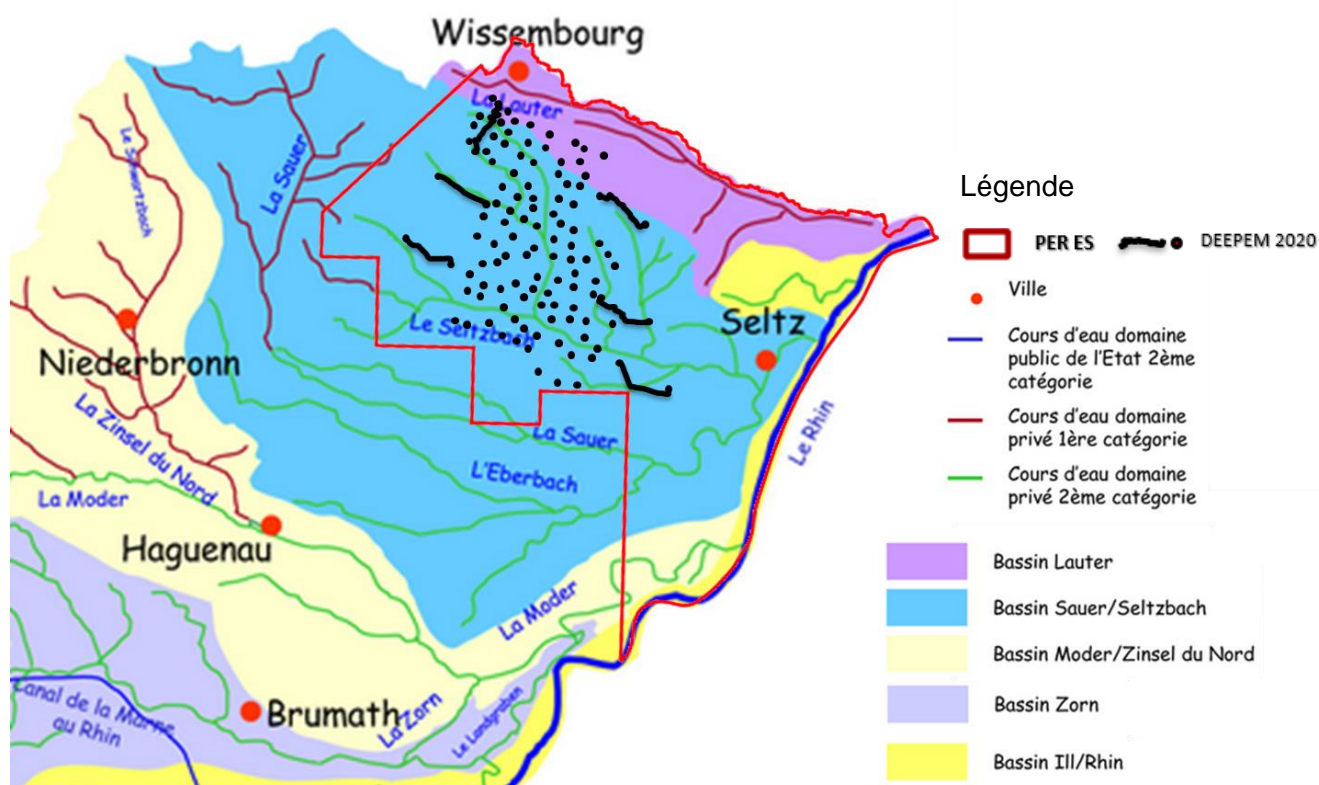 Wissembourg
La Lauter
Le Schwartzbach
La Sauer
Légende
PER ES
DEEPEM 2020
Ville
Cours d'eau domaine
public de l'Etat 2ème
catégorie
Cours d'eau domaine
privé 1ère catégorie
Cours d'eau domaine
privé 2ème catégorie
Le Seltzbach
Seltz
Niederbronn
La Zinsel du Nord
La Sauer
Le Rhin
L'Eberbach
La Moder
Haguenau
La Moder
Bassin Lauter
Bassin Sauer/Seltzbach
Bassin Moder/Zinsel du Nord
Bassin Zorn
Bassin Ill/Rhin
Canal de la Marne
au Rhin
Brumath
La Zorn
Le Landgraben